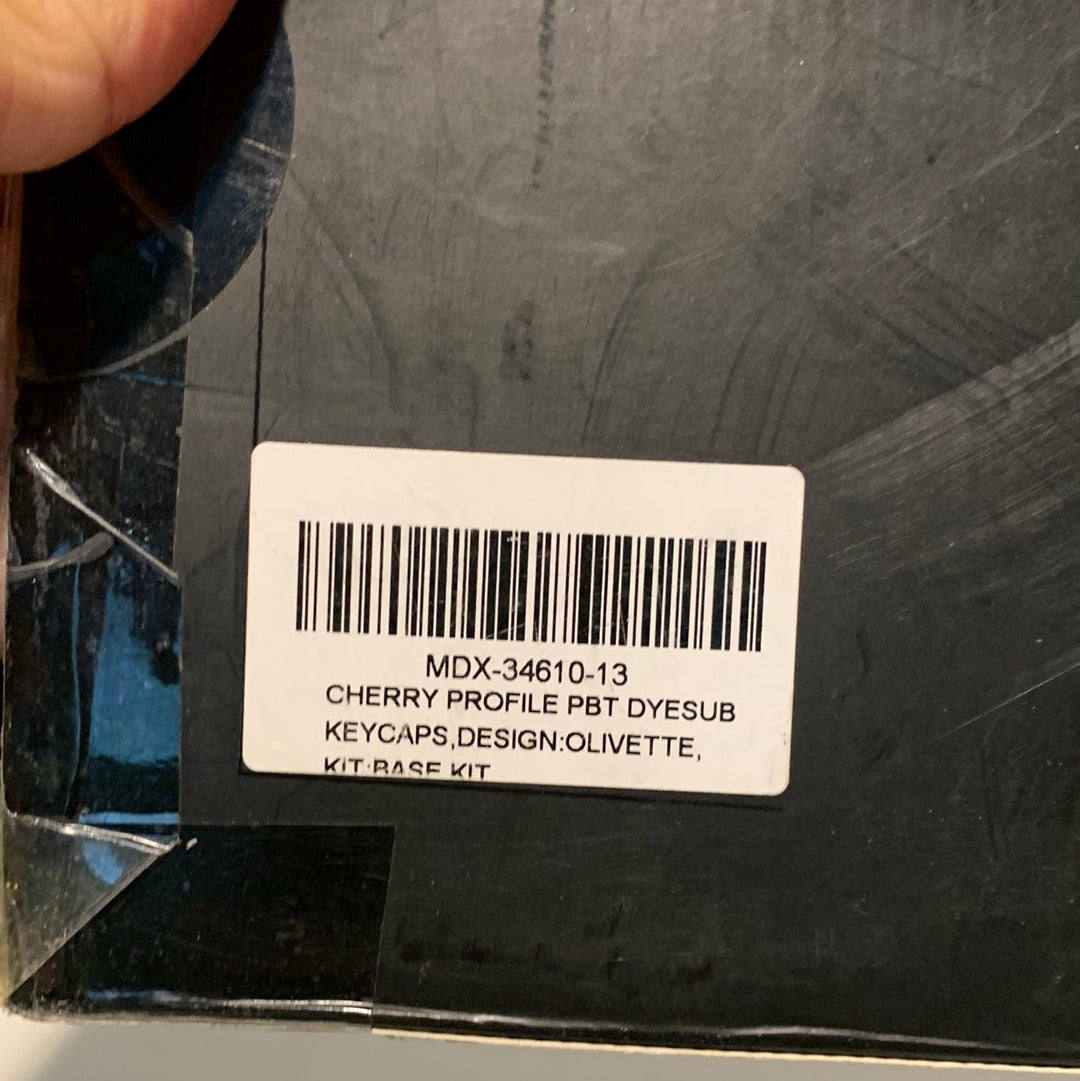 MDX-34610-13
CHERRY PROFILE PBT DYESUB
KEYCAPS,DESIGN:OLIVETTE,
KIT:BASE KIT